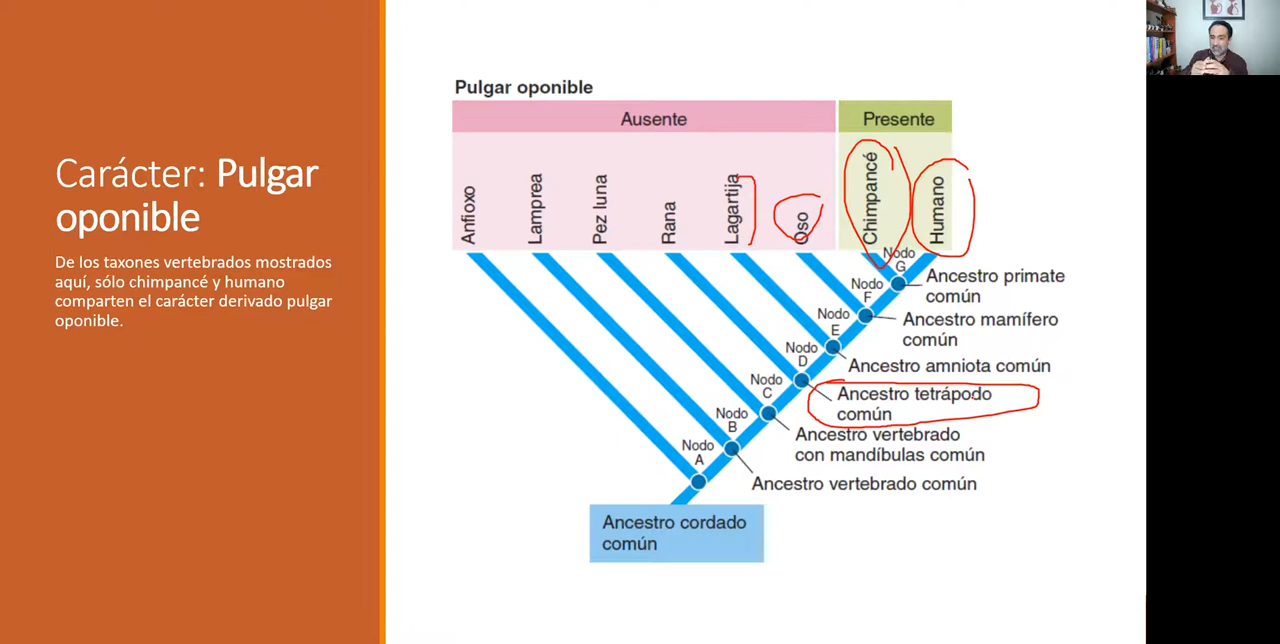 Carácter: Pulgar
oponible
De los taxones vertebrados mostrados
aquí, sólo chimpancé y humano
comparten el carácter derivado pulgar
oponible.
Pulgar oponible
Ausente
Presente
Anfioxo
Lamprea
Pez luna
Rana
Lagartija
Oso
Chimpancé
Humano
Nodo
G
Ancestro primate
común
Nodo
F
Ancestro mamífero
común
Nodo
E
Ancestro amniota común
Nodo
D
Ancestro tetrápodo
común
Nodo
C
Ancestro vertebrado
con mandíbulas común
Nodo
B
Ancestro vertebrado común
Nodo
A
Ancestro cordado
común